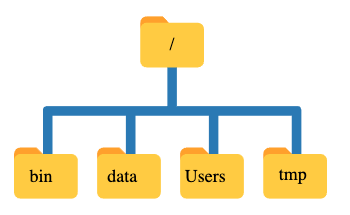 /
bin
data
Users
tmp